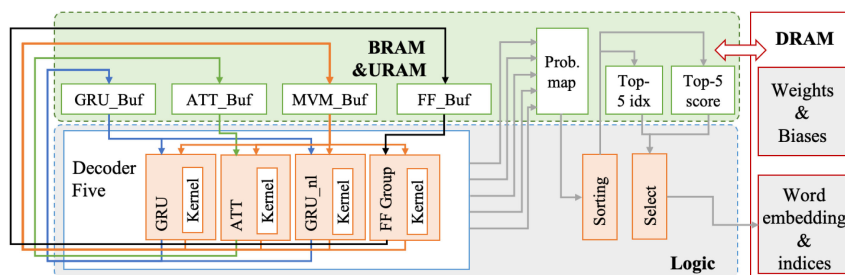 BRAM
&URAM
DRAM
GRU_Buf
ATT_Buf
MVM_Buf
FF_Buf
Prob.
map
Top-
5 idx
Top-5
score
Weights
&
Biases
Decoder
Five
GRU
Kernel
ATT
Kernel
GRU_nl
Kernel
FF Group
Kernel
Sorting
Select
Word
embedding
&
indices
Logic